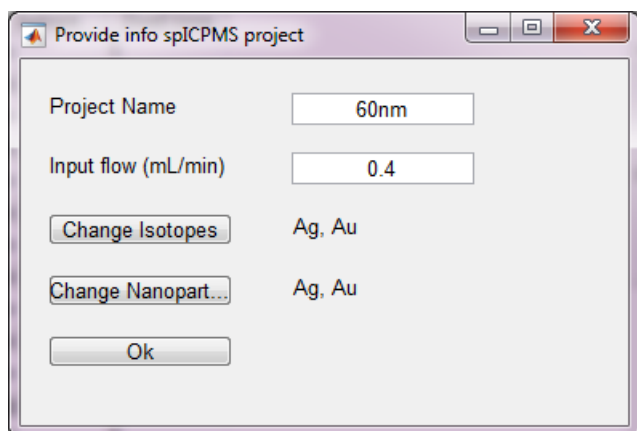 Provide info spICPMS project
Project Name 60nm
Input flow (mL/min) 0.4
Change Isotopes Ag, Au
Change Nanopart... Ag, Au
Ok